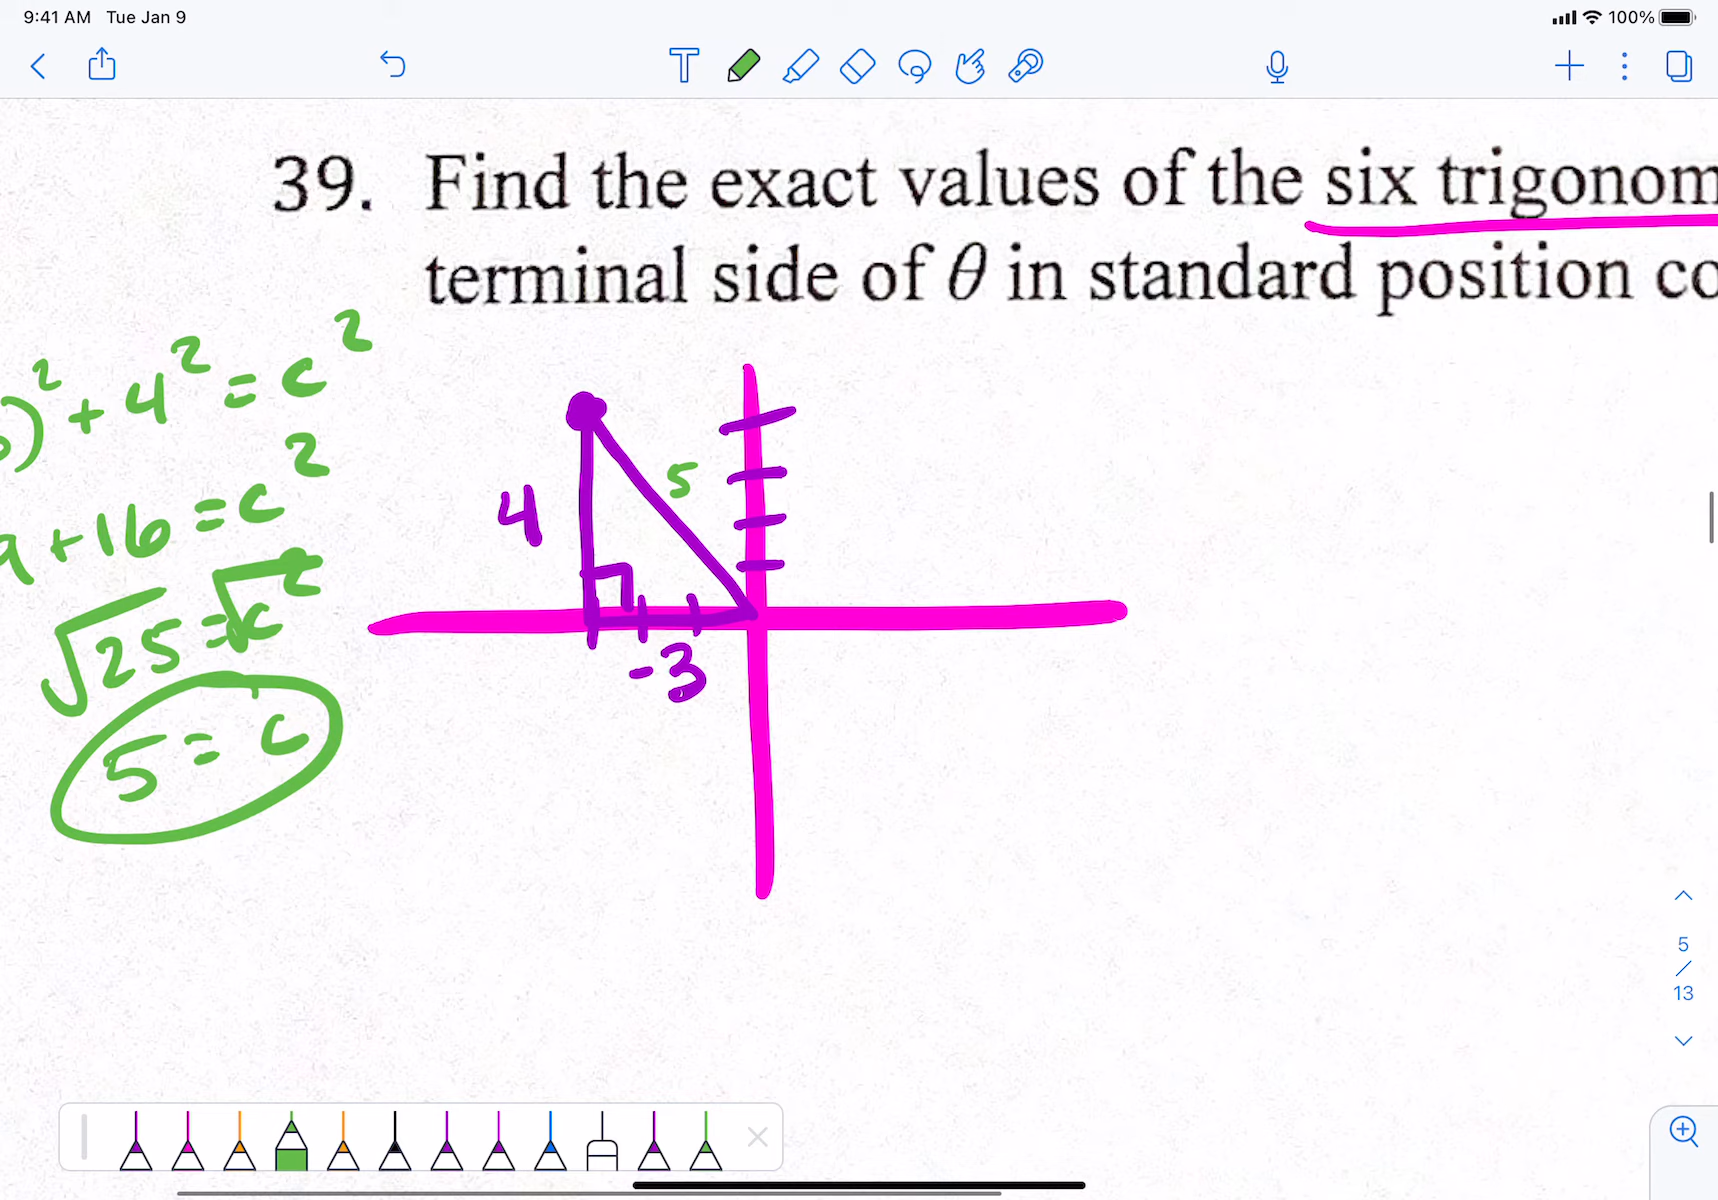 9:41 AM Tue Jan 9
100%
39. Find the exact values of the six trigonom
terminal side of θ in standard position co
)² + 4² = c²
9 + 16 = c²
√25 = √c²
5 = c
4
5
-3
5
/
13